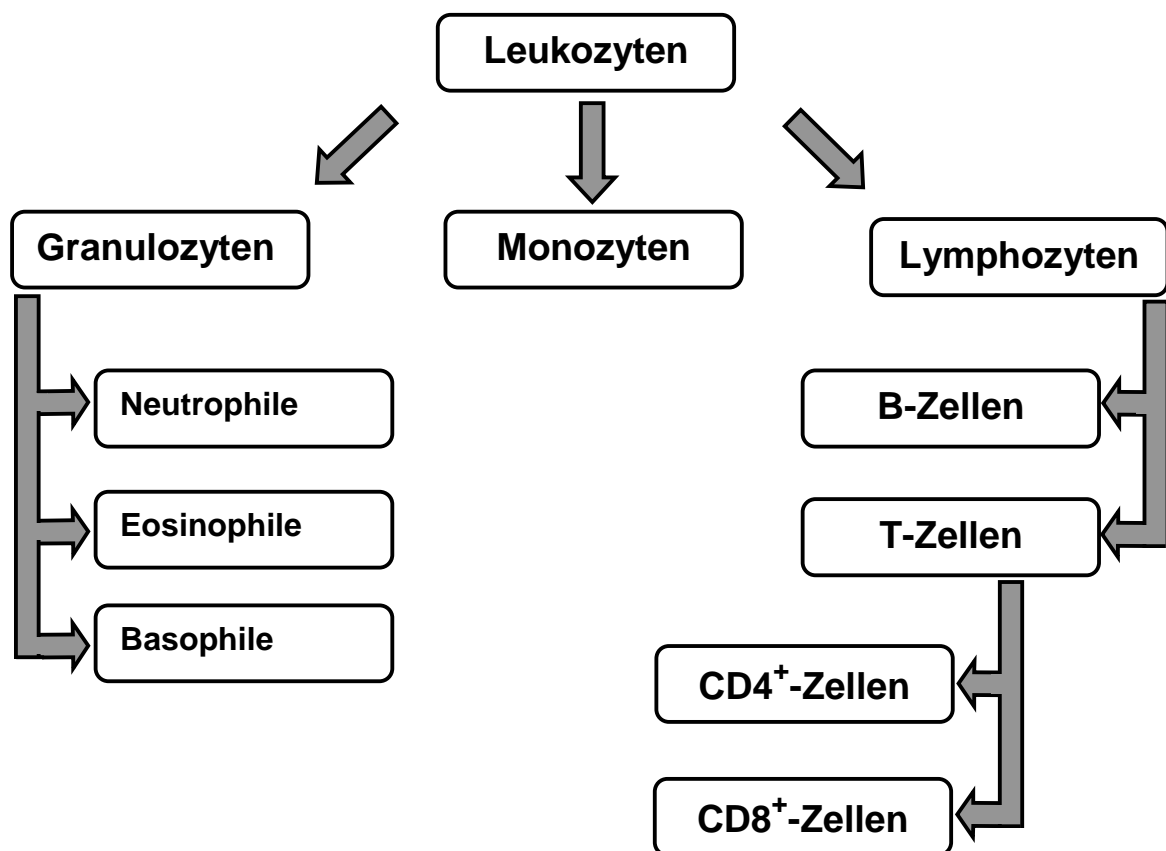 Leukozyten
Granulozyten
Monozyten
Lymphozyten
Neutrophile
Eosinophile
Basophile
B-Zellen
T-Zellen
CD4⁺-Zellen
CD8⁺-Zellen